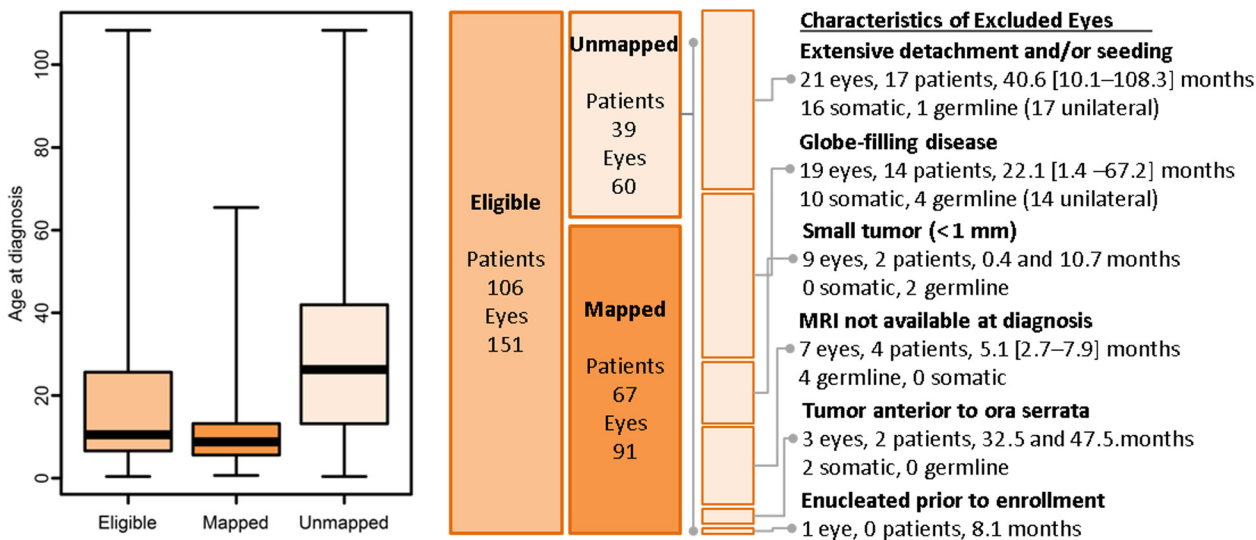 Age at diagnosis
100
80
60
40
20
0
Eligible
Mapped
Unmapped
Eligible
Patients
106
Eyes
151
Unmapped
Patients
39
Eyes
60
Mapped
Patients
67
Eyes
91
Characteristics of Excluded Eyes
Extensive detachment and/or seeding
21 eyes, 17 patients, 40.6 [10.1–108.3] months
16 somatic, 1 germline (17 unilateral)
Globe-filling disease
19 eyes, 14 patients, 22.1 [1.4 –67.2] months
10 somatic, 4 germline (14 unilateral)
Small tumor (< 1 mm)
9 eyes, 2 patients, 0.4 and 10.7 months
0 somatic, 2 germline
MRI not available at diagnosis
7 eyes, 4 patients, 5.1 [2.7–7.9] months
4 germline, 0 somatic
Tumor anterior to ora serrata
3 eyes, 2 patients, 32.5 and 47.5.months
2 somatic, 0 germline
Enucleated prior to enrollment
1 eye, 0 patients, 8.1 months